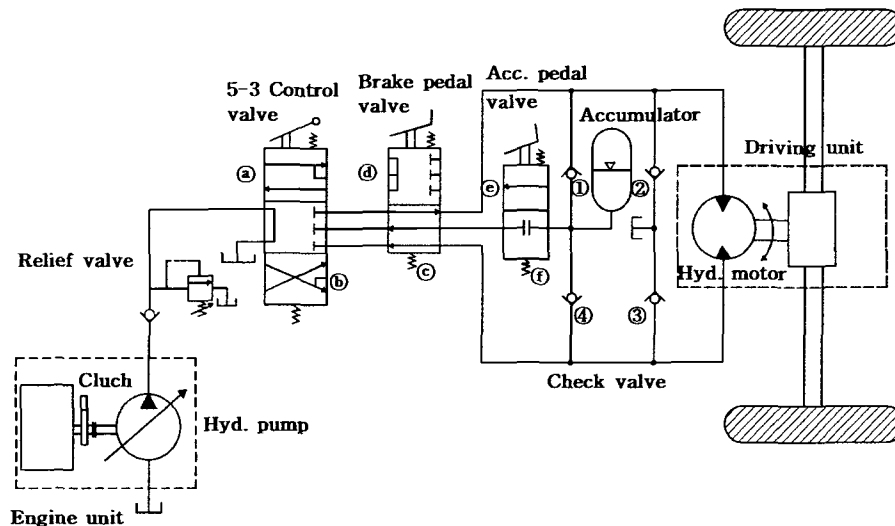 5-3 Control
valve
Brake pedal
valve
Acc. pedal
valve
Accumulator
Driving unit
ⓐ
ⓓ
ⓔ
①
②
Relief valve
ⓑ
ⓒ
ⓕ
Hyd. motor
④
③
Check valve
Cluch
Hyd. pump
Engine unit